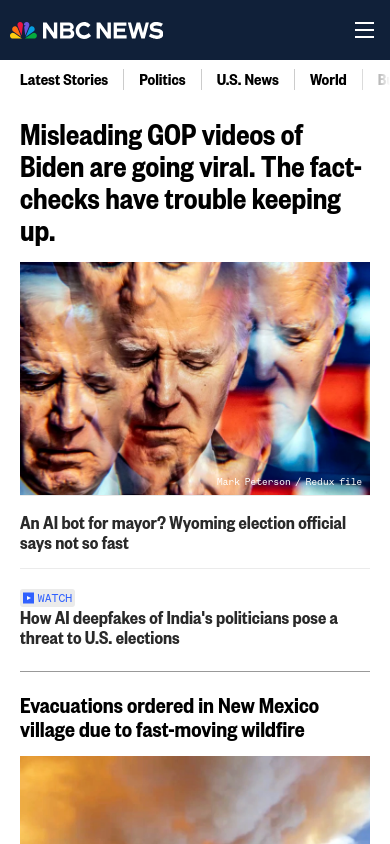 NBC NEWS
Latest Stories
Politics
U.S. News
World
Misleading GOP videos of
Biden are going viral. The fact-
checks have trouble keeping
up.
Mark Peterson / Redux file
An AI bot for mayor? Wyoming election official
says not so fast
WATCH
How AI deepfakes of India's politicians pose a
threat to U.S. elections
Evacuations ordered in New Mexico
village due to fast-moving wildfire